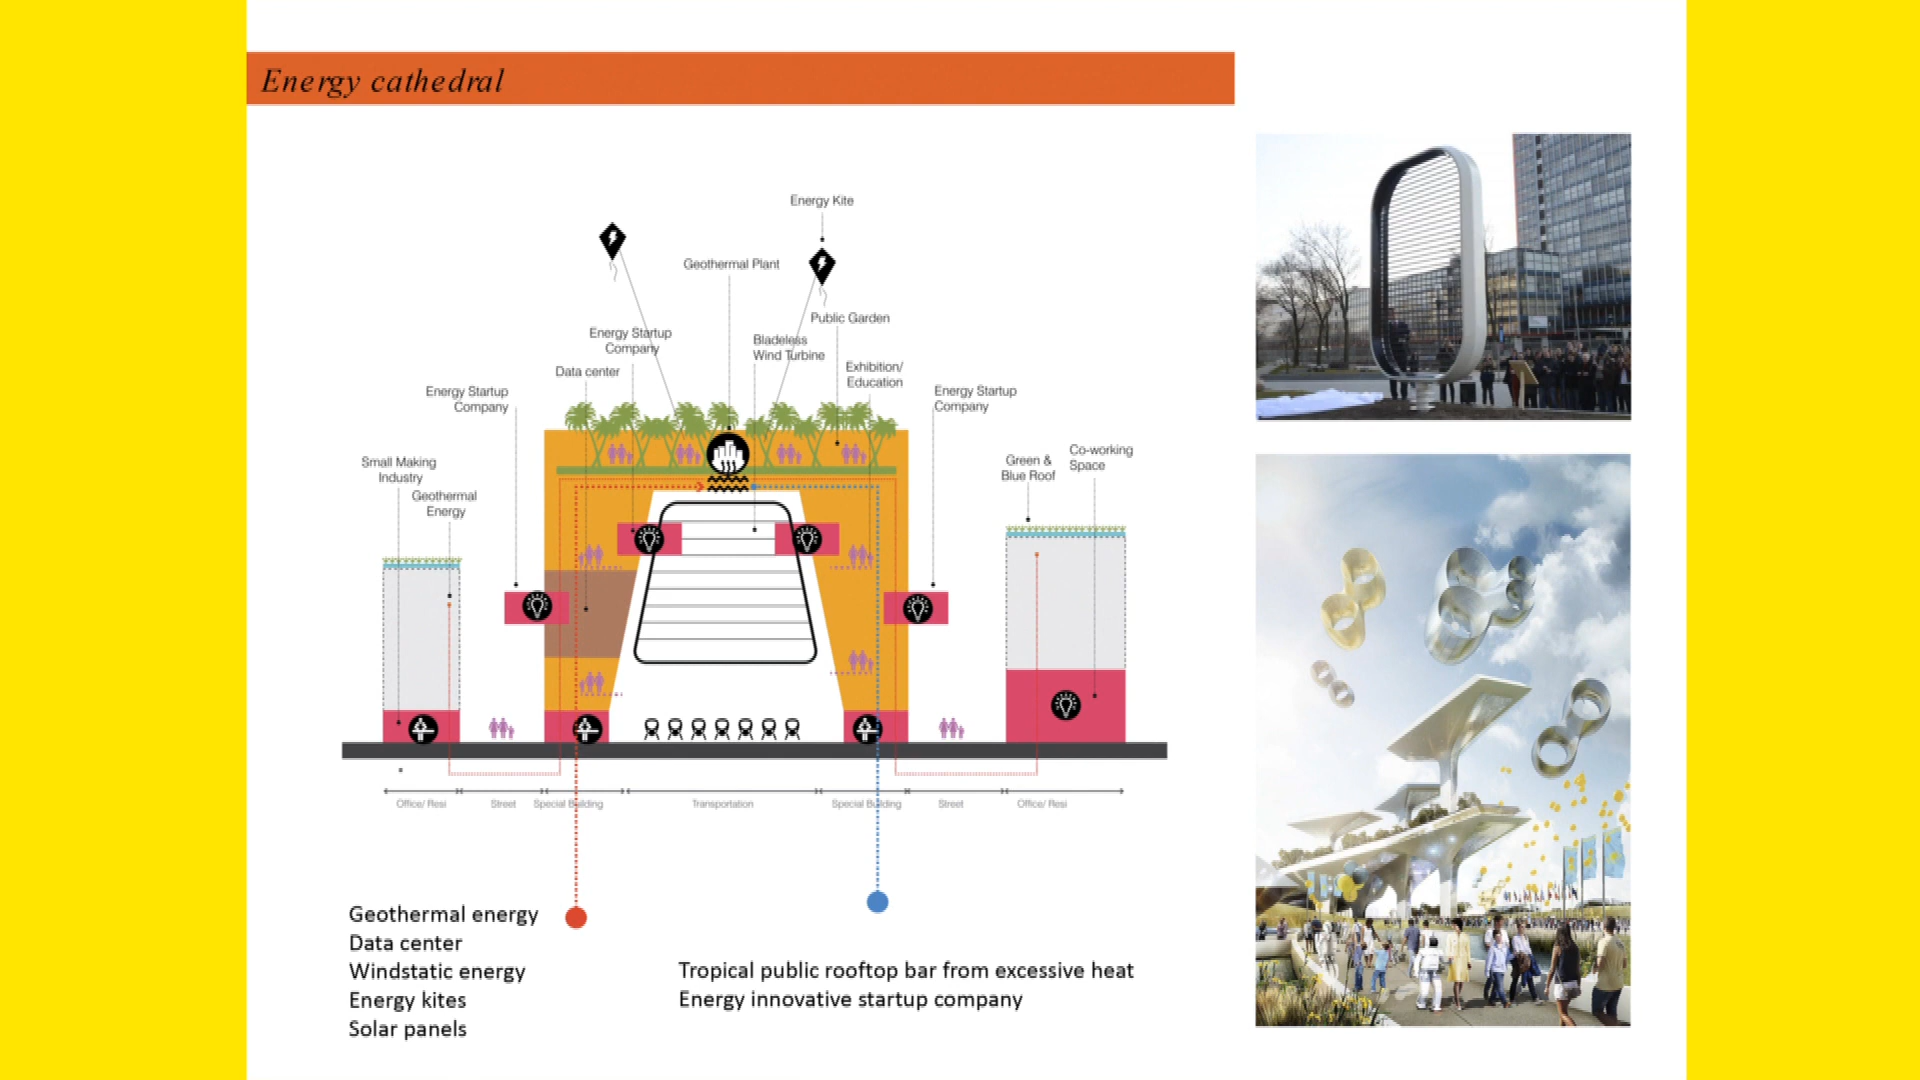 Energy cathedral
Energy Kite
Geothermal Plant
Public Garden
Energy Startup
Company
Bladeless
Wind Turbine
Data center
Exhibition/
Education
Energy Startup
Company
Energy Startup
Company
Small Making
Industry
Geothermal
Energy
Green &
Blue Roof
Co-working
Space
Office/ Resi
Street
Special Building
Transportation
Special Building
Street
Office/ Resi
Geothermal energy
Data center
Windstatic energy
Energy kites
Solar panels
Tropical public rooftop bar from excessive heat
Energy innovative startup company